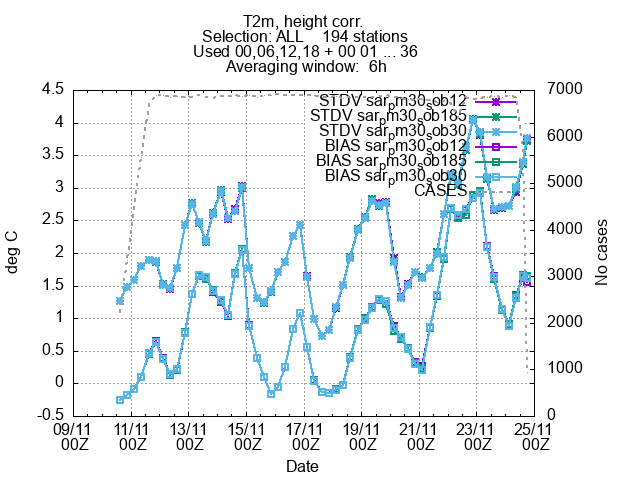 T2m, height corr.
Selection: ALL 194 stations
Used 00,06,12,18 + 00 01 ... 36
Averaging window: 6h
STDV sar_pm30_sob12
STDV sar_pm30_sob185
STDV sar_pm30_sob30
BIAS sar_pm30_sob12
BIAS sar_pm30_sob185
BIAS sar_pm30_sob30
CASES
deg C
4.5
4
3.5
3
2.5
2
1.5
1
0.5
0
-0.5
No cases
7000
6000
5000
4000
3000
2000
1000
0
09/11 11/11 13/11 15/11 17/11 19/11 21/11 23/11 25/11
00Z 00Z 00Z 00Z 00Z 00Z 00Z 00Z 00Z
Date